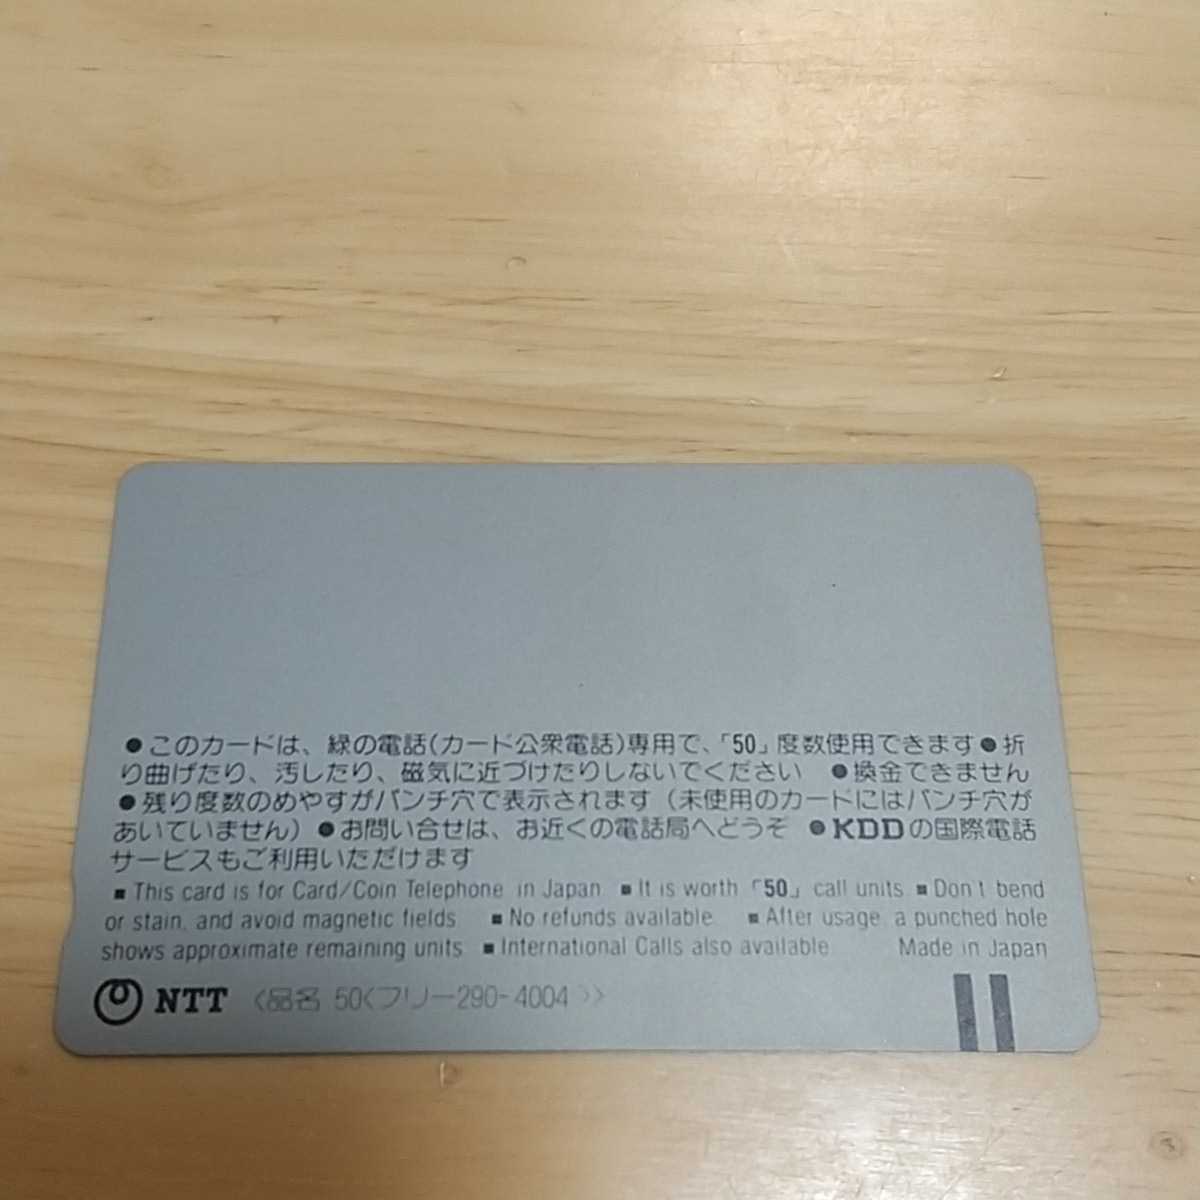 ●このカードは、緑の電話(カード公衆電話)専用で、「50」度数使用できます●折
り曲げたり、汚したり、磁気に近づけたりしないでください ●換金できません
●残り度数のめやすがパンチ穴で表示されます(未使用のカードにはパンチ穴が
あいていません)●お問い合せは、お近くの電話局へどうぞ ●KDDの国際電話
サービスもご利用いただけます
■This card is for Card/Coin Telephone in Japan ■It is worth「50」call units ■Don't bend
or stain, and avoid magnetic fields ■No refunds available. ■After usage, a punched hole
shows approximate remaining units ■International Calls also available Made in Japan
NTT 〈品名 50〈フリー290-4004〉〉